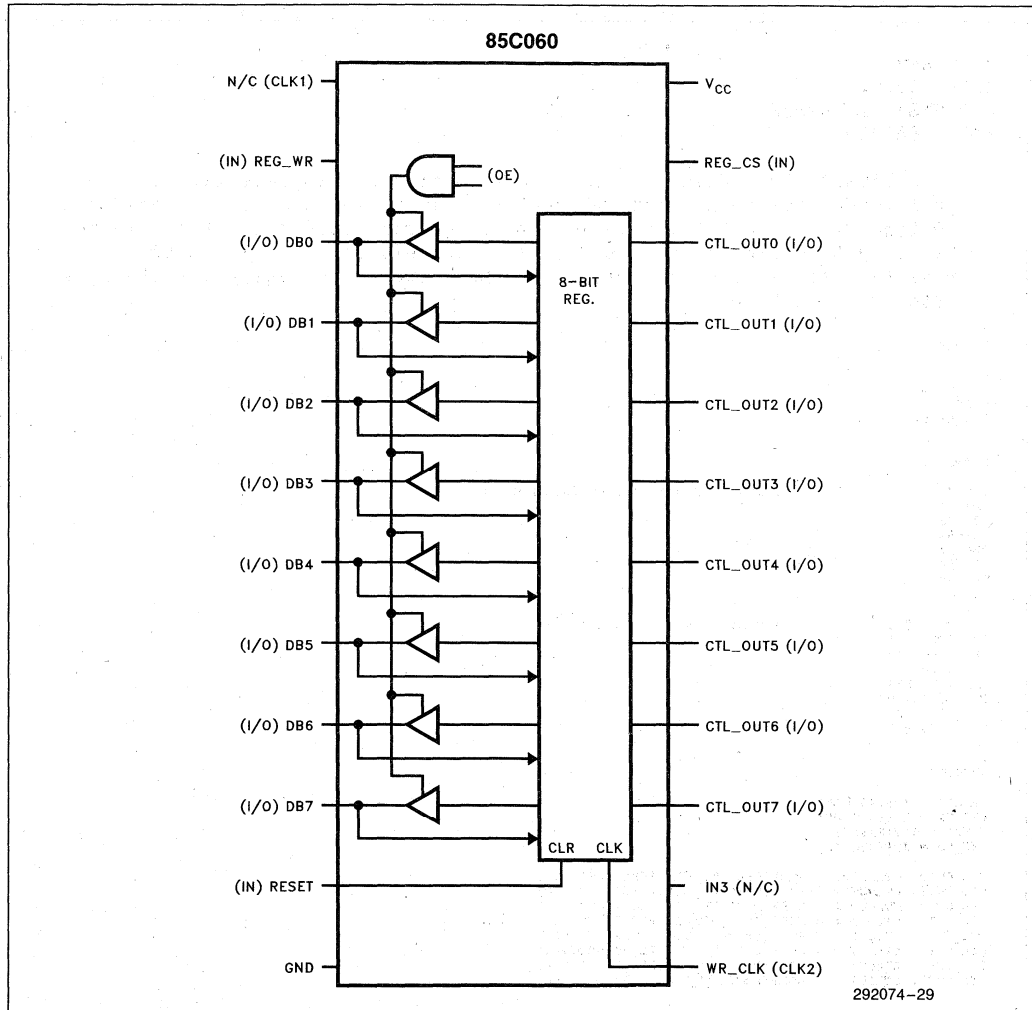 85C060
N/C (CLK1)
V_CC
(IN) REG_WR
REG_CS (IN)
(OE)
(I/O) DB0
CTL_OUT0 (I/O)
8-BIT
REG.
(I/O) DB1
CTL_OUT1 (I/O)
(I/O) DB2
CTL_OUT2 (I/O)
(I/O) DB3
CTL_OUT3 (I/O)
(I/O) DB4
CTL_OUT4 (I/O)
(I/O) DB5
CTL_OUT5 (I/O)
(I/O) DB6
CTL_OUT6 (I/O)
(I/O) DB7
CTL_OUT7 (I/O)
CLR CLK
(IN) RESET
IN3 (N/C)
GND
WR_CLK (CLK2)
292074-29